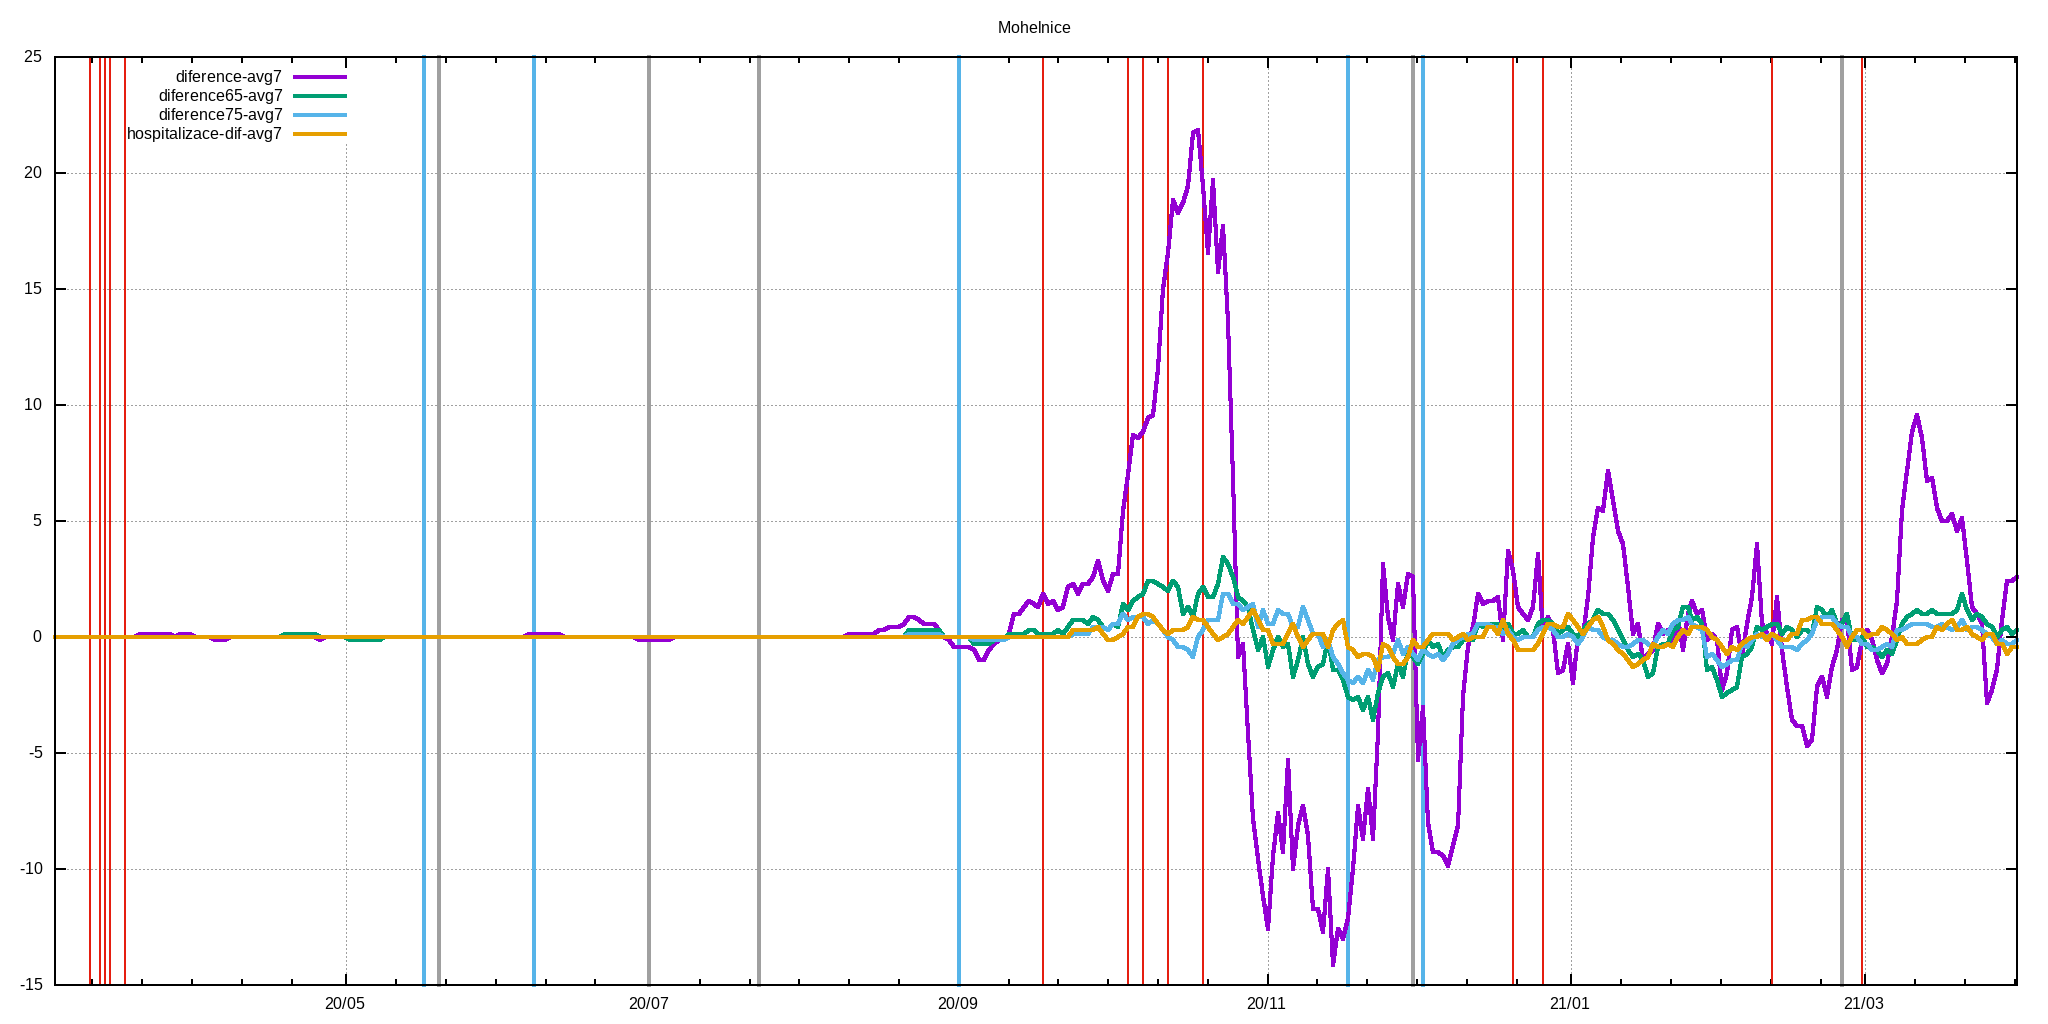 Mohelnice
25
diference-avg7
diference65-avg7
diference75-avg7
hospitalizace-dif-avg7
20
15
10
5
0
-5
-10
-15
20/05 20/07 20/09 20/11 21/01 21/03